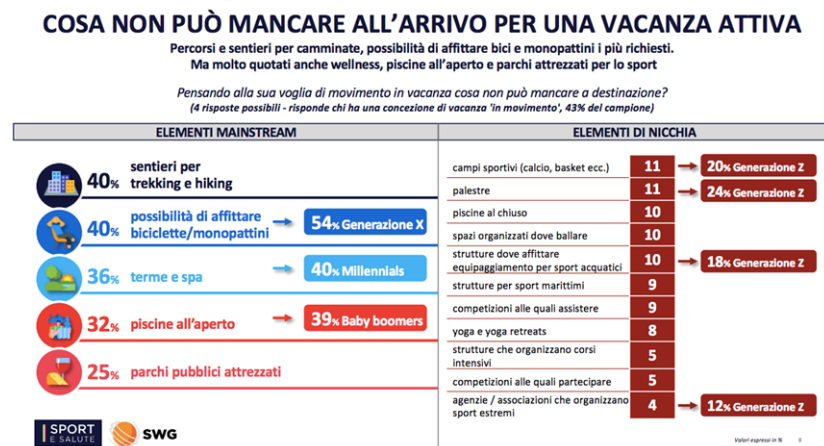 COSA NON PUÒ MANCARE ALL'ARRIVO PER UNA VACANZA ATTIVA
Percorsi e sentieri per camminate, possibilità di affittare bici e monopattini i più richiesti.
Ma molto quotati anche wellness, piscine all'aperto e parchi attrezzati per lo sport
Pensando alla sua voglia di movimento in vacanza cosa non può mancare a destinazione?
(4 risposte possibili - risponde chi ha una concezione di vacanza 'in movimento', 43% del campione)
ELEMENTI MAINSTREAM
40% sentieri per
trekking e hiking
40% possibilità di affittare
biciclette/monopattini
54% Generazione X
36% terme e spa
40% Millennials
32% piscine all'aperto
39% Baby boomers
25% parchi pubblici attrezzati
ELEMENTI DI NICCHIA
campi sportivi (calcio, basket ecc.) 11 20% Generazione Z
palestre 11 24% Generazione Z
piscine al chiuso 10
spazi organizzati dove ballare 10
strutture dove affittare
equipaggiamento per sport acquatici 10 18% Generazione Z
strutture per sport marittimi 9
competizioni alle quali assistere 9
yoga e yoga retreats 8
strutture che organizzano corsi
intensivi 5
competizioni alle quali partecipare 5
agenzie / associazioni che organizzano
sport estremi 4 12% Generazione Z
SPORT
E SALUTE
SWG
Valori espressi in %